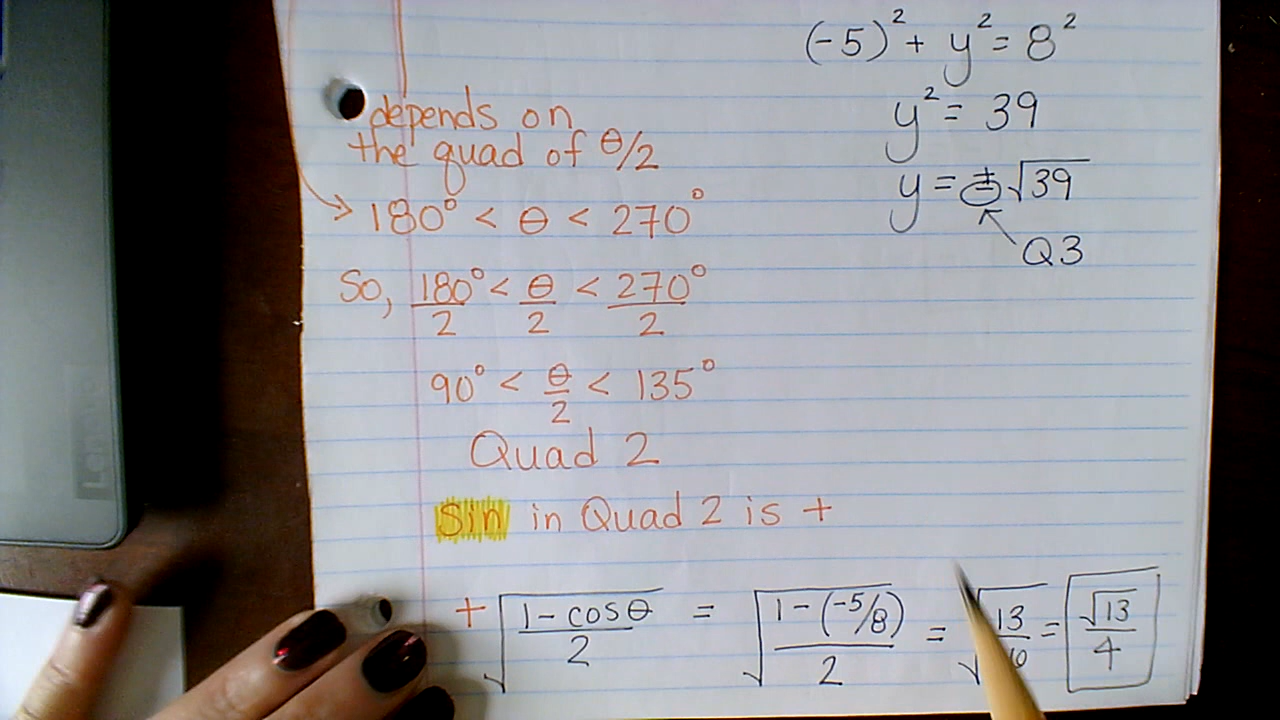 (-5)² + y² = 8²
y² = 39
y = ±√39
Q3
depends on
the quad of θ/2
180° < θ < 270°
So, 180°/2 < θ/2 < 270°/2
90° < θ/2 < 135°
Quad 2
Sin in Quad 2 is +
+√((1-cosθ)/2) = √((1-(-5/8))/2) = √(13/16) = √13/4